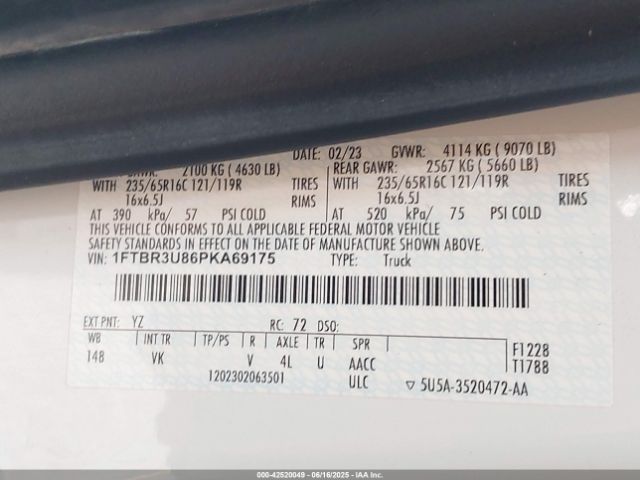 DATE: 02/23 GVWR: 4114 KG ( 9070 LB)
2100 KG ( 4630 LB) REAR GAWR: 2567 KG ( 5660 LB)
WITH 235/65R16C 121/119R TIRES WITH 235/65R16C 121/119R TIRES
16x6.5J RIMS 16x6.5J RIMS
AT 390 kPa/ 57 PSI COLD AT 520 kPa/ 75 PSI COLD
THIS VEHICLE CONFORMS TO ALL APPLICABLE FEDERAL MOTOR VEHICLE
SAFETY STANDARDS IN EFFECT ON THE DATE OF MANUFACTURE SHOWN ABOVE.
VIN: 1FTBR3U86PKA69175 TYPE: Truck
EXT PNT: YZ RC: 72 DSO:
WB INT TR TP/PS R AXLE TR SPR F1228
148 VK V 4L U AACC T1788
1202302063501 ULC ▽ 5U5A-3520472-AA
000-42520049 - 06/16/2025 - IAA Inc.